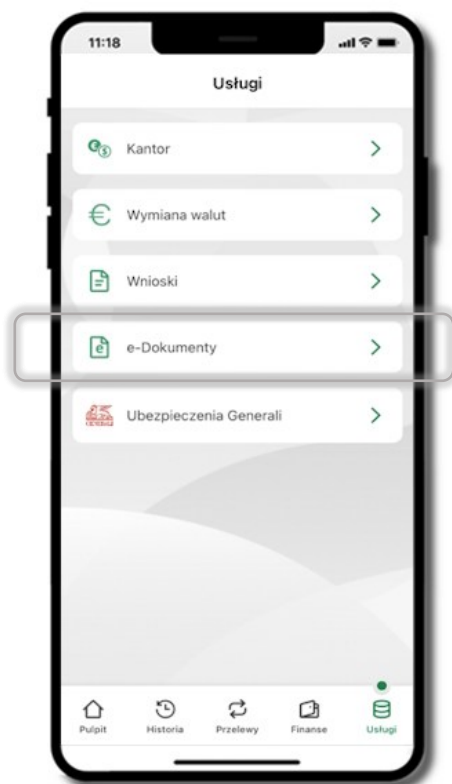 11:18
Usługi
Kantor
Wymiana walut
Wnioski
e-Dokumenty
Ubezpieczenia Generali
Pulpit
Historia
Przelewy
Finanse
Usługi